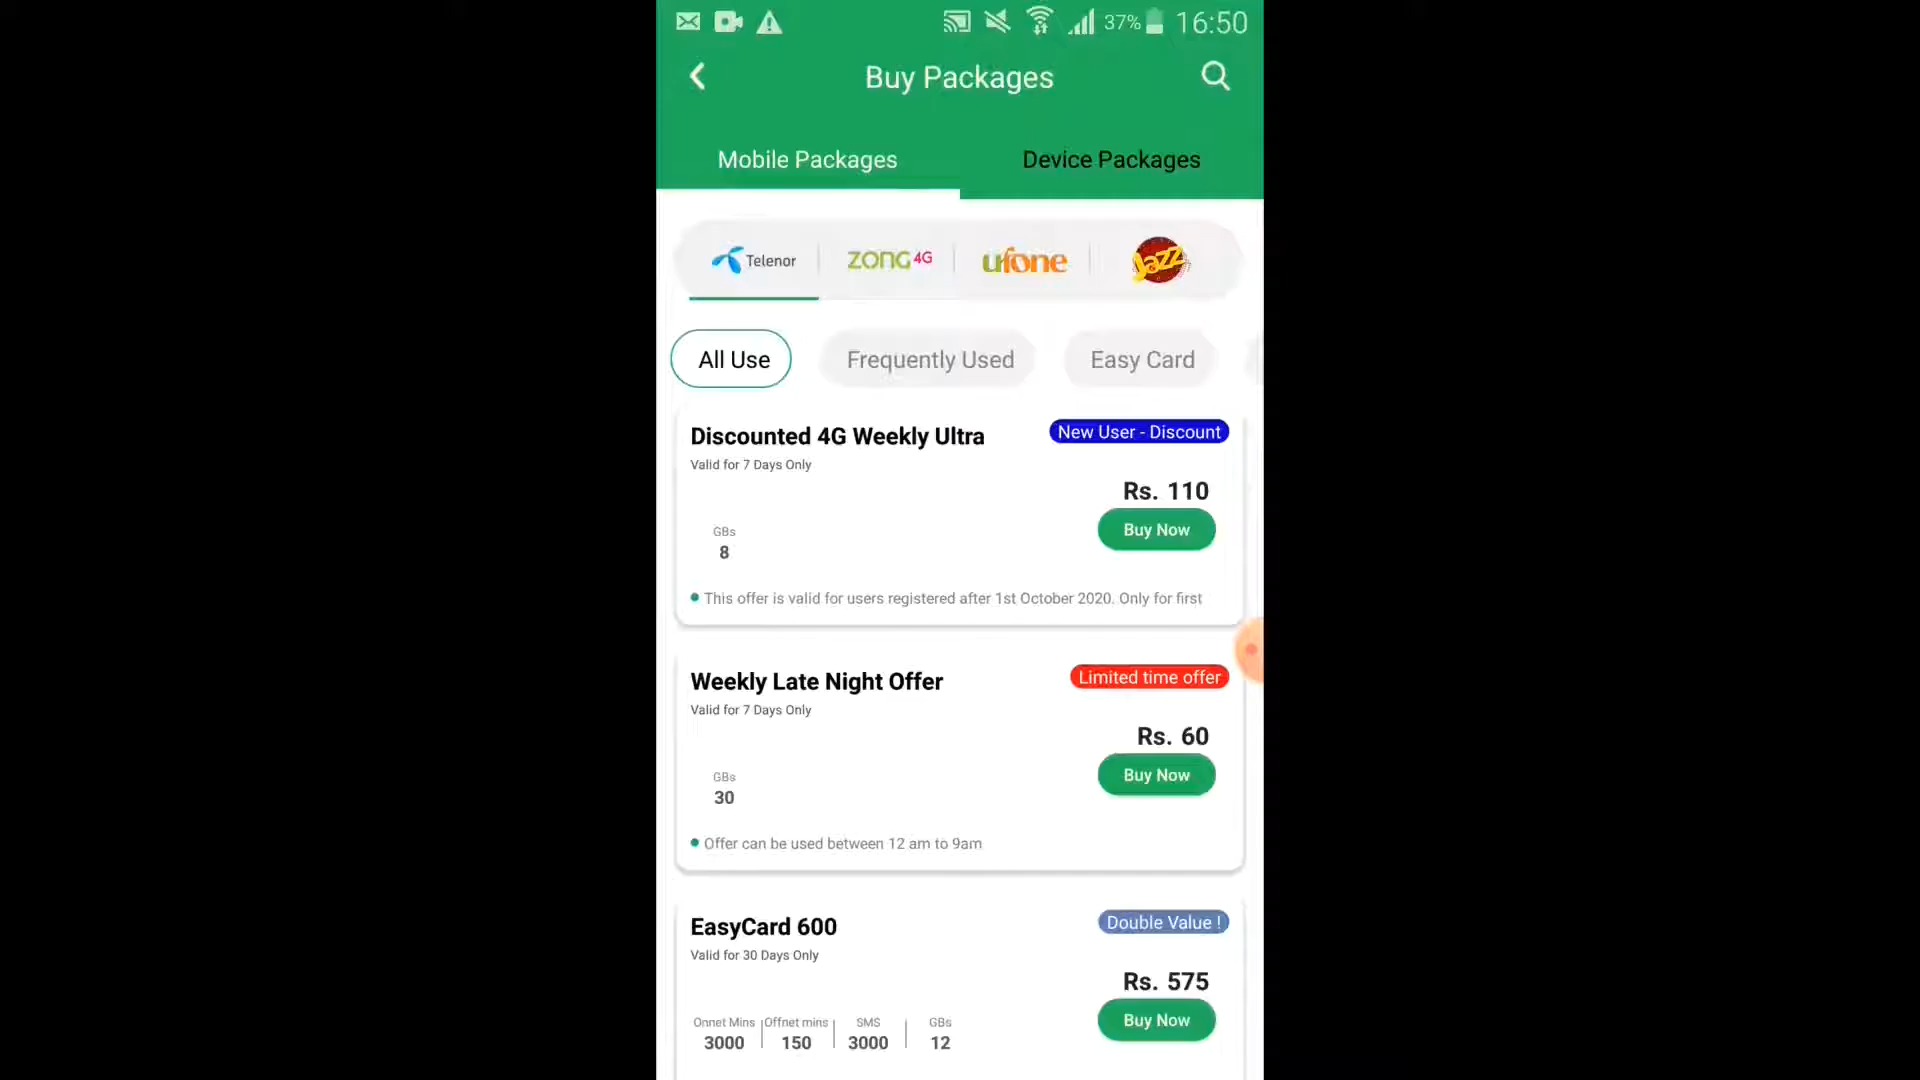 37% 16:50
Buy Packages
Mobile Packages Device Packages
Telenor ZONG 4G ufone Jazz
All Use Frequently Used Easy Card
Discounted 4G Weekly Ultra New User - Discount
Valid for 7 Days Only
Rs. 110
GBs Buy Now
8
This offer is valid for users registered after 1st October 2020. Only for first
Weekly Late Night Offer Limited time offer
Valid for 7 Days Only
Rs. 60
GBs Buy Now
30
Offer can be used between 12 am to 9am
EasyCard 600 Double Value !
Valid for 30 Days Only
Rs. 575
Onnet Mins Offnet mins SMS GBs Buy Now
3000 150 3000 12